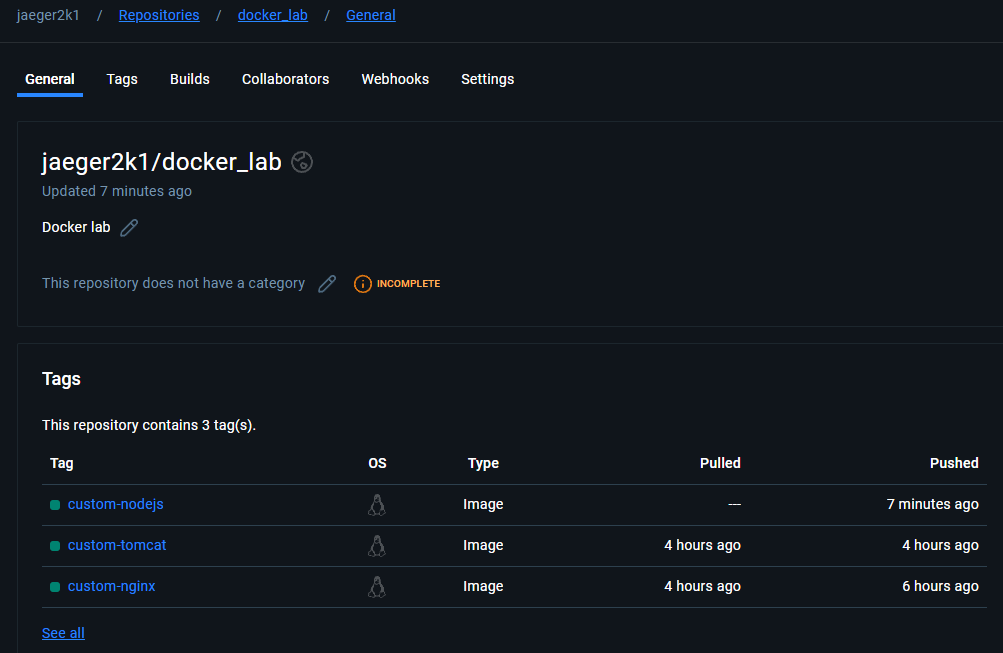 jaeger2k1 / Repositories / docker_lab / General
General Tags Builds Collaborators Webhooks Settings
jaeger2k1/docker_lab
Updated 7 minutes ago
Docker lab
This repository does not have a category INCOMPLETE
Tags
This repository contains 3 tag(s).
Tag OS Type Pulled Pushed
custom-nodejs Image --- 7 minutes ago
custom-tomcat Image 4 hours ago 4 hours ago
custom-nginx Image 4 hours ago 6 hours ago
See all